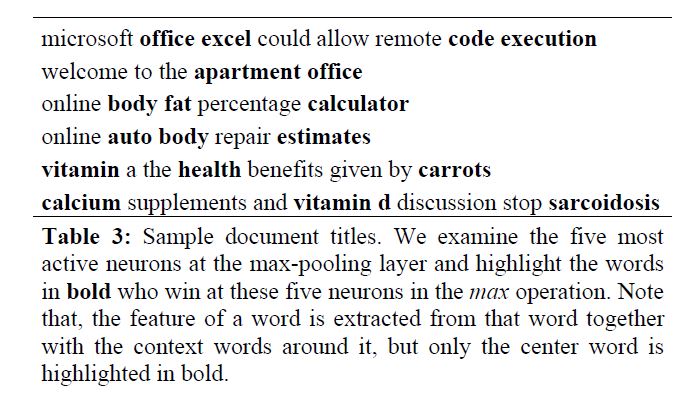 microsoft office excel could allow remote code execution
welcome to the apartment office
online body fat percentage calculator
online auto body repair estimates
vitamin a the health benefits given by carrots
calcium supplements and vitamin d discussion stop sarcoidosis
Table 3: Sample document titles. We examine the five most
active neurons at the max-pooling layer and highlight the words
in bold who win at these five neurons in the max operation. Note
that, the feature of a word is extracted from that word together
with the context words around it, but only the center word is
highlighted in bold.